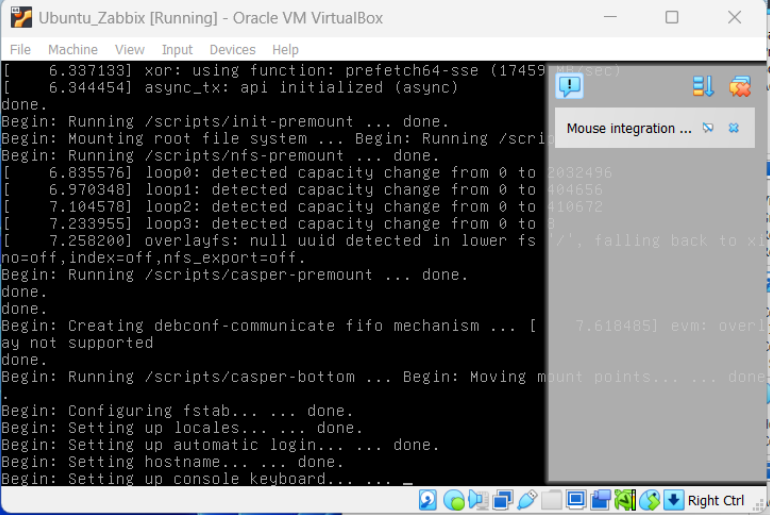 Ubuntu_Zabbix [Running] - Oracle VM VirtualBox
File Machine View Input Devices Help
[    6.337133] xor: using function: prefetch64-sse (17459 MB/sec)
[    6.344454] async_tx: api initialized (async)
done.
Begin: Running /scripts/init-premount ... done.
Begin: Mounting root file system ... Begin: Running /scrip
Begin: Running /scripts/nfs-premount ... done.
[    6.835576] loop0: detected capacity change from 0 to 2032496
[    6.970348] loop1: detected capacity change from 0 to 404656
[    7.104578] loop2: detected capacity change from 0 to 410672
[    7.233955] loop3: detected capacity change from 0 to 8
[    7.258200] overlayfs: null uuid detected in lower fs '/', falling back to xi
no=off,index=off,nfs_export=off.
Begin: Running /scripts/casper-premount ... done.
done.
done.
Begin: Creating debconf-communicate fifo mechanism ... [    7.618485] evm: overl
ay not supported
done.
Begin: Running /scripts/casper-bottom ... Begin: Moving mount points... ... done
.
Begin: Configuring fstab... ... done.
Begin: Setting up locales... ... done.
Begin: Setting up automatic login... ... done.
Begin: Setting hostname... ... done.
Begin: Setting up console keyboard... ... _
Mouse integration ...
Right Ctrl